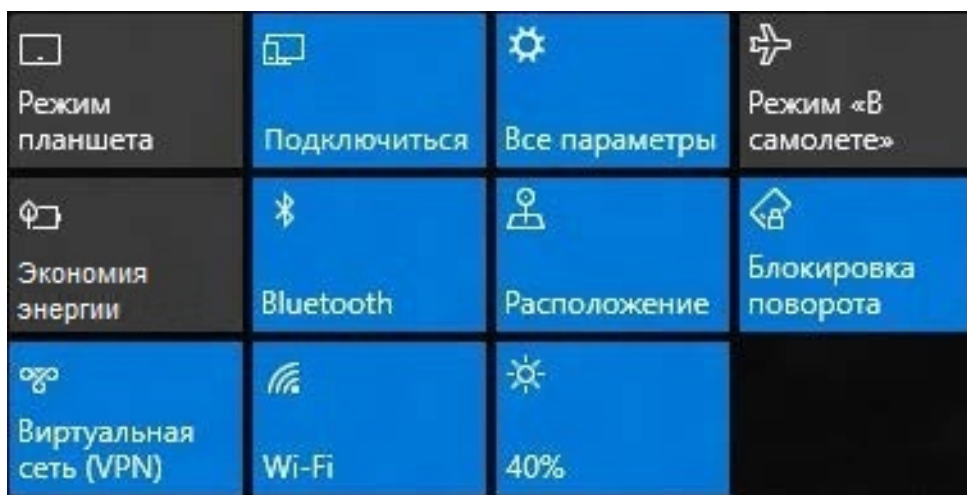 Режим
планшета
Подключиться
Все параметры
Режим «В
самолете»
Экономия
энергии
Bluetooth
Расположение
Блокировка
поворота
Виртуальная
сеть (VPN)
Wi-Fi
40%